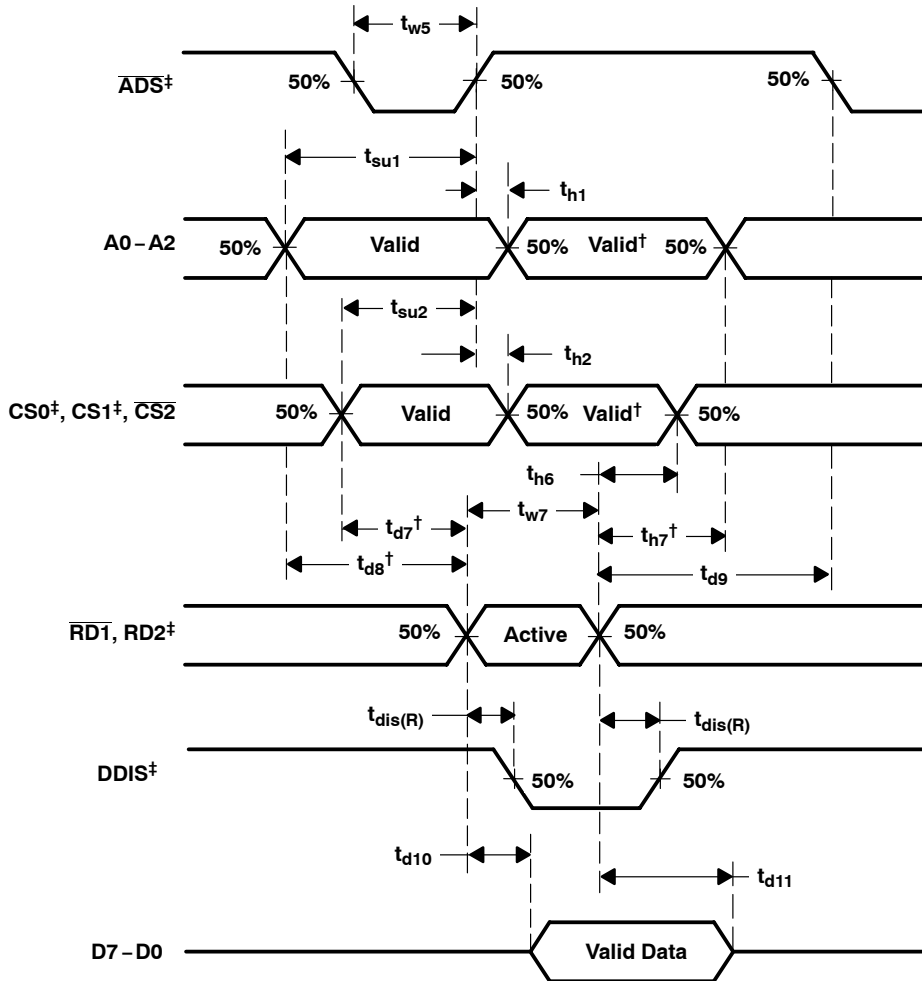 tw5
ADS‡ 50% 50% 50%
tsu1
th1
A0–A2 50% Valid 50% Valid† 50%
tsu2
th2
CS0‡, CS1‡, CS2 50% Valid 50% Valid† 50%
th6
tw7
td7† th7†
td8† td9
RD1, RD2‡ 50% Active 50%
tdis(R) tdis(R)
DDIS‡ 50% 50%
td10 td11
D7–D0 Valid Data